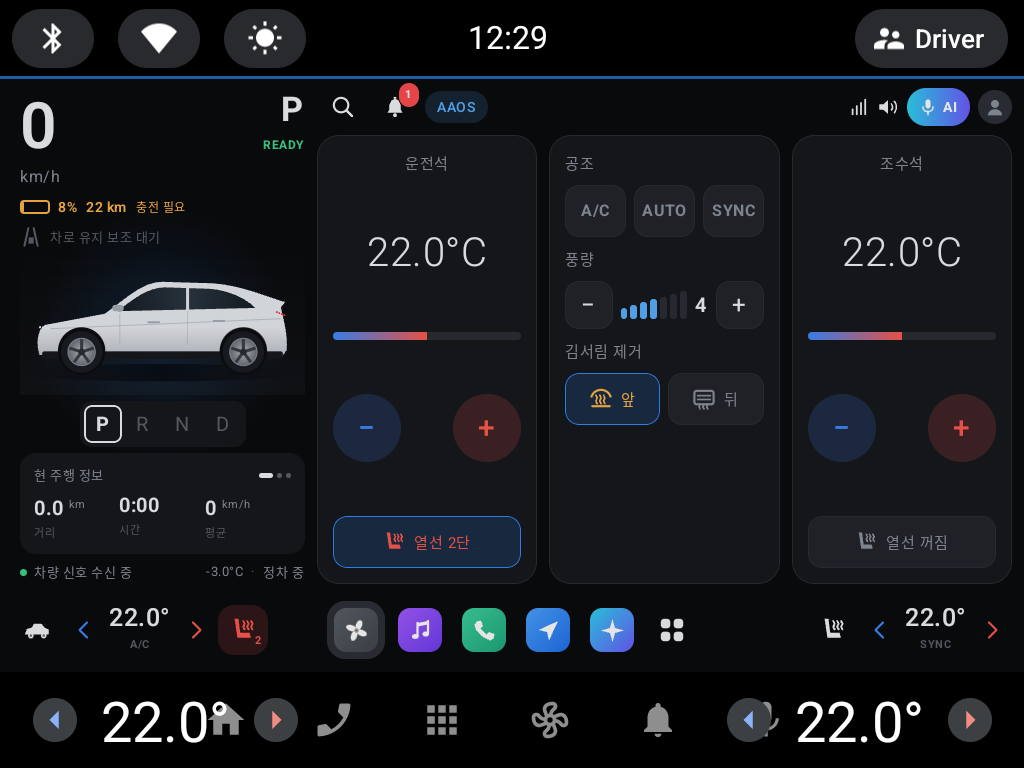 12:29
Driver
0
P
READY
km/h
8% 22 km 충전 필요
차로 유지 보조 대기
P R N D
현 주행 정보
0.0 km
거리
0:00
시간
0 km/h
평균
차량 신호 수신 중
-3.0°C · 정차 중
1
AAOS
AI
운전석
22.0°C
−
+
열선 2단
공조
A/C
AUTO
SYNC
풍량
−
4
+
김서림 제거
앞
뒤
조수석
22.0°C
−
+
열선 꺼짐
22.0°
A/C
2
22.0°
SYNC
22.0°
22.0°